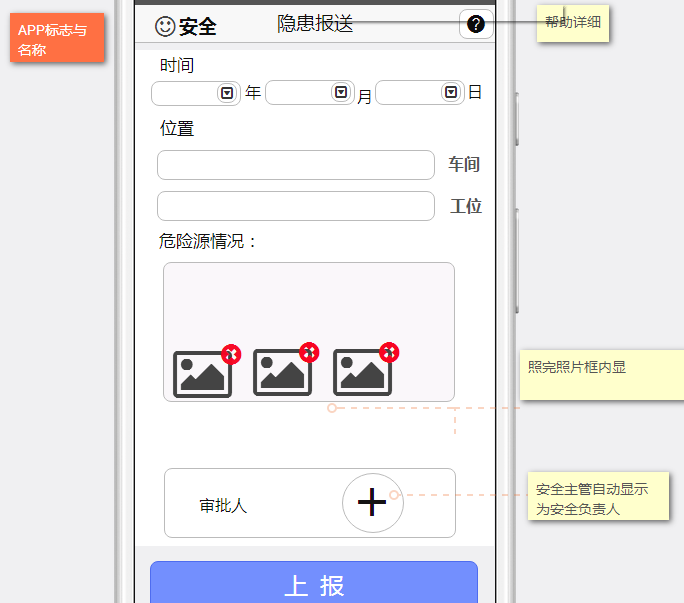 APP标志与
名称
安全
隐患报送
帮助详细
时间
年
月
日
位置
车间
工位
危险源情况：
照完照片框内显
审批人
安全主管自动显示
为安全负责人
上 报